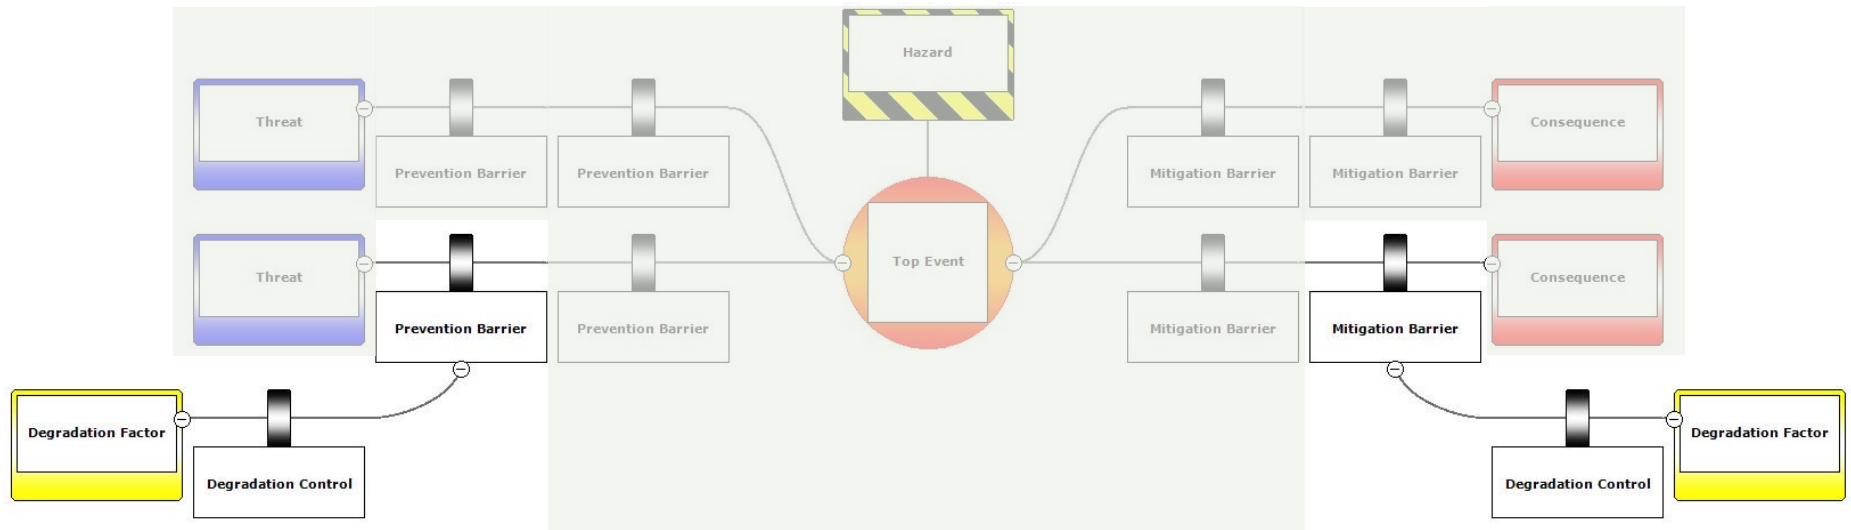 Hazard
Threat
Consequence
Prevention Barrier
Prevention Barrier
Mitigation Barrier
Mitigation Barrier
Threat
Top Event
Consequence
Prevention Barrier
Prevention Barrier
Mitigation Barrier
Mitigation Barrier
Degradation Factor
Degradation Factor
Degradation Control
Degradation Control